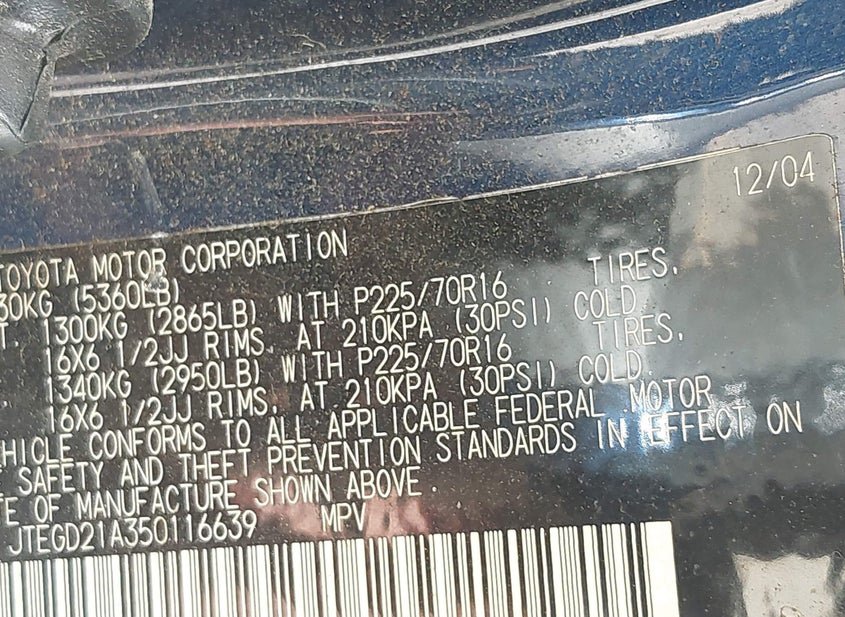 12/04
TOYOTA MOTOR CORPORATION
30KG (5360LB)
T. 1300KG (2865LB) WITH P225/70R16 TIRES,
16X6 1/2JJ RIMS, AT 210KPA (30PSI) COLD
1340KG (2950LB) WITH P225/70R16 TIRES,
16X6 1/2JJ RIMS, AT 210KPA (30PSI) COLD.
HICLE CONFORMS TO ALL APPLICABLE FEDERAL MOTOR
SAFETY AND THEFT PREVENTION STANDARDS IN EFFECT ON
TE OF MANUFACTURE SHOWN ABOVE.
JTEGD21A350116639 MPV